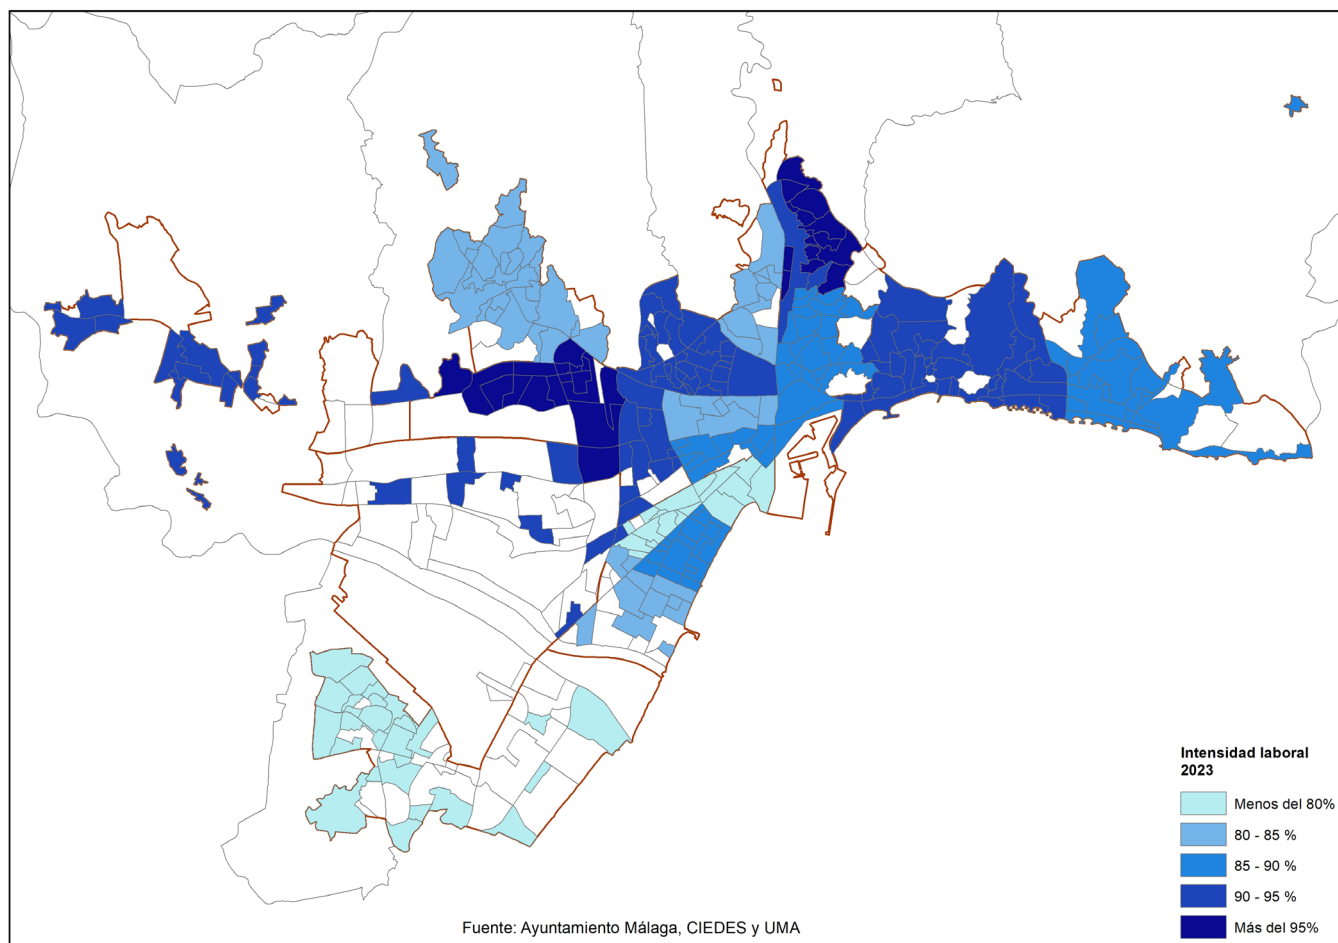 Intensidad laboral
2023
Menos del 80%
80 - 85 %
85 - 90 %
90 - 95 %
Más del 95%
Fuente: Ayuntamiento Málaga, CIEDES y UMA